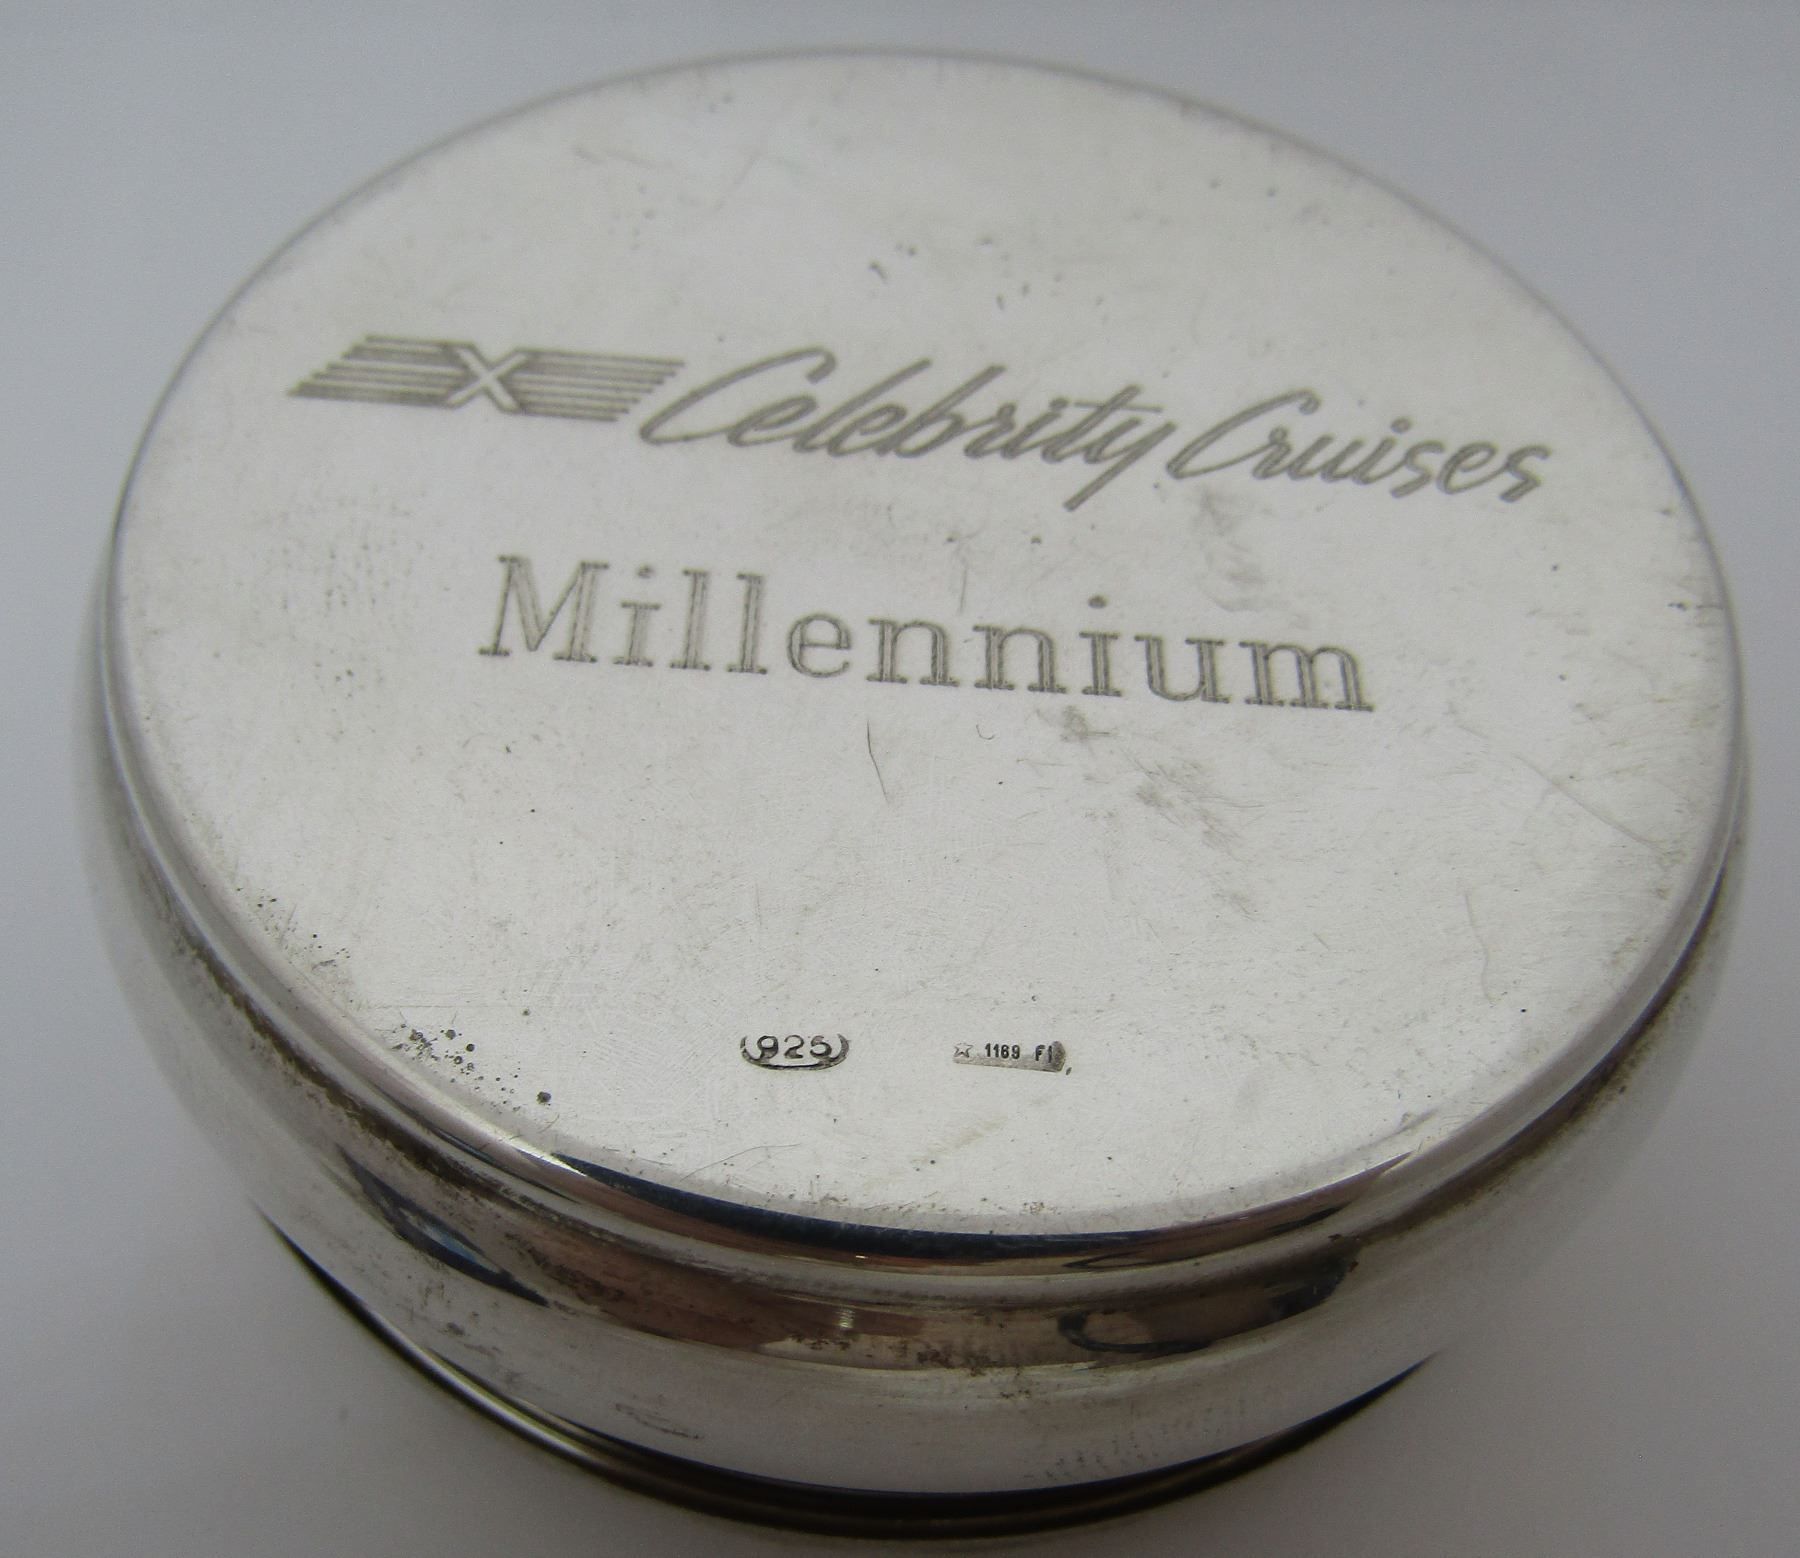 X Celebrity Cruises
Millennium
925 ☆ 1169 FI